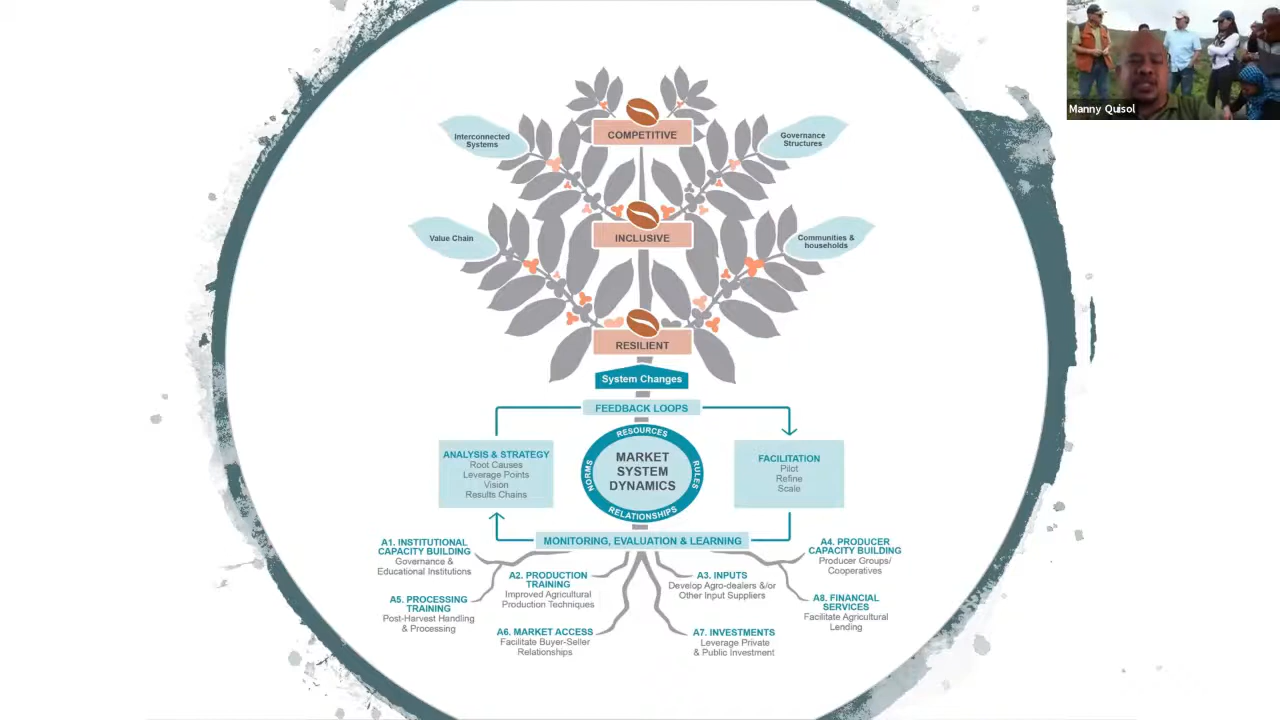 Manny Quisol
COMPETITIVE
Interconnected
Systems
Governance
Structures
INCLUSIVE
Value Chain
Communities &
households
RESILIENT
System Changes
FEEDBACK LOOPS
ANALYSIS & STRATEGY
Root Causes
Leverage Points
Vision
Results Chains
RESOURCES
NORMS
MARKET
SYSTEM
DYNAMICS
RULES
RELATIONSHIPS
FACILITATION
Pilot
Refine
Scale
MONITORING, EVALUATION & LEARNING
A1. INSTITUTIONAL
CAPACITY BUILDING
Governance &
Educational Institutions
A2. PRODUCTION
TRAINING
Improved Agricultural
Production Techniques
A3. INPUTS
Develop Agro-dealers &/or
Other Input Suppliers
A4. PRODUCER
CAPACITY BUILDING
Producer Groups/
Cooperatives
A5. PROCESSING
TRAINING
Post-Harvest Handling
& Processing
A6. MARKET ACCESS
Facilitate Buyer-Seller
Relationships
A7. INVESTMENTS
Leverage Private
& Public Investment
A8. FINANCIAL
SERVICES
Facilitate Agricultural
Lending